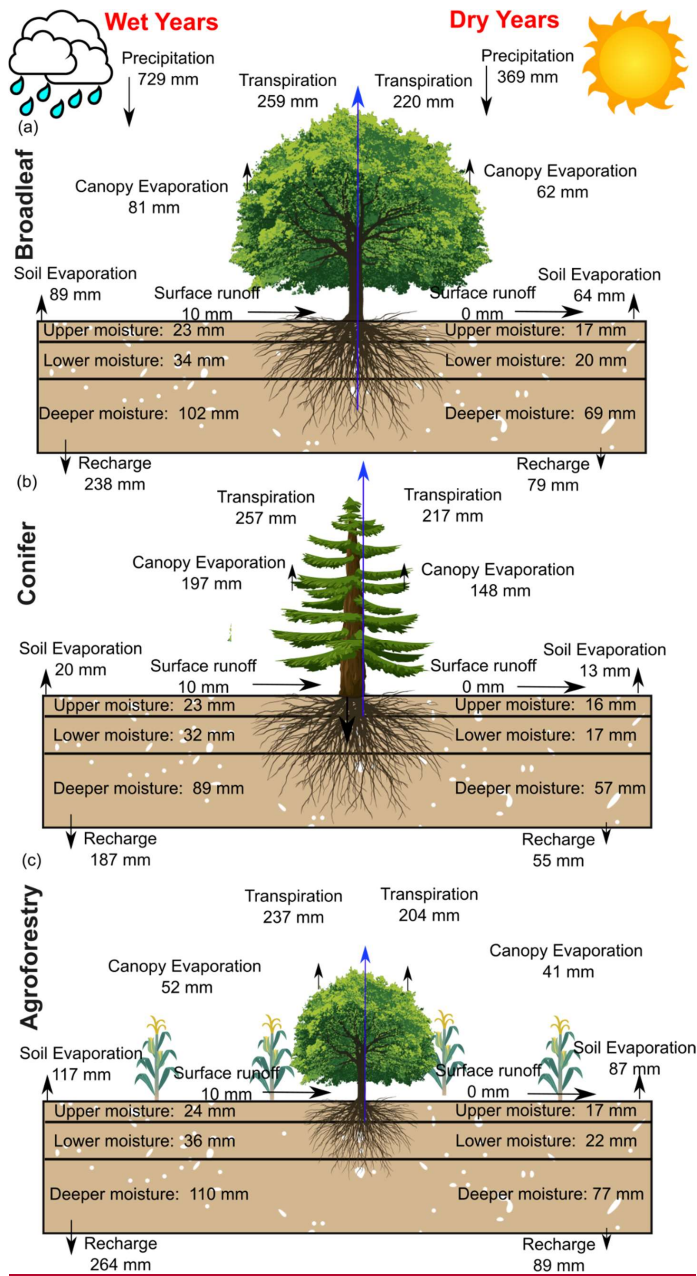 Wet Years
Dry Years
Precipitation
729 mm
Precipitation
369 mm
Transpiration
259 mm
Transpiration
220 mm
(a)
Broadleaf
Canopy Evaporation
81 mm
Canopy Evaporation
62 mm
Soil Evaporation
89 mm
Surface runoff
10 mm
Surface runoff
0 mm
Soil Evaporation
64 mm
Upper moisture: 23 mm
Upper moisture: 17 mm
Lower moisture: 34 mm
Lower moisture: 20 mm
Deeper moisture: 102 mm
Deeper moisture: 69 mm
Recharge
238 mm
Recharge
79 mm
(b)
Conifer
Transpiration
257 mm
Transpiration
217 mm
Canopy Evaporation
197 mm
Canopy Evaporation
148 mm
Soil Evaporation
20 mm
Surface runoff
10 mm
Surface runoff
0 mm
Soil Evaporation
13 mm
Upper moisture: 23 mm
Upper moisture: 16 mm
Lower moisture: 32 mm
Lower moisture: 17 mm
Deeper moisture: 89 mm
Deeper moisture: 57 mm
Recharge
187 mm
Recharge
55 mm
(c)
Agroforestry
Transpiration
237 mm
Transpiration
204 mm
Canopy Evaporation
52 mm
Canopy Evaporation
41 mm
Soil Evaporation
117 mm
Surface runoff
10 mm
Surface runoff
0 mm
Soil Evaporation
87 mm
Upper moisture: 24 mm
Upper moisture: 17 mm
Lower moisture: 36 mm
Lower moisture: 22 mm
Deeper moisture: 110 mm
Deeper moisture: 77 mm
Recharge
264 mm
Recharge
89 mm